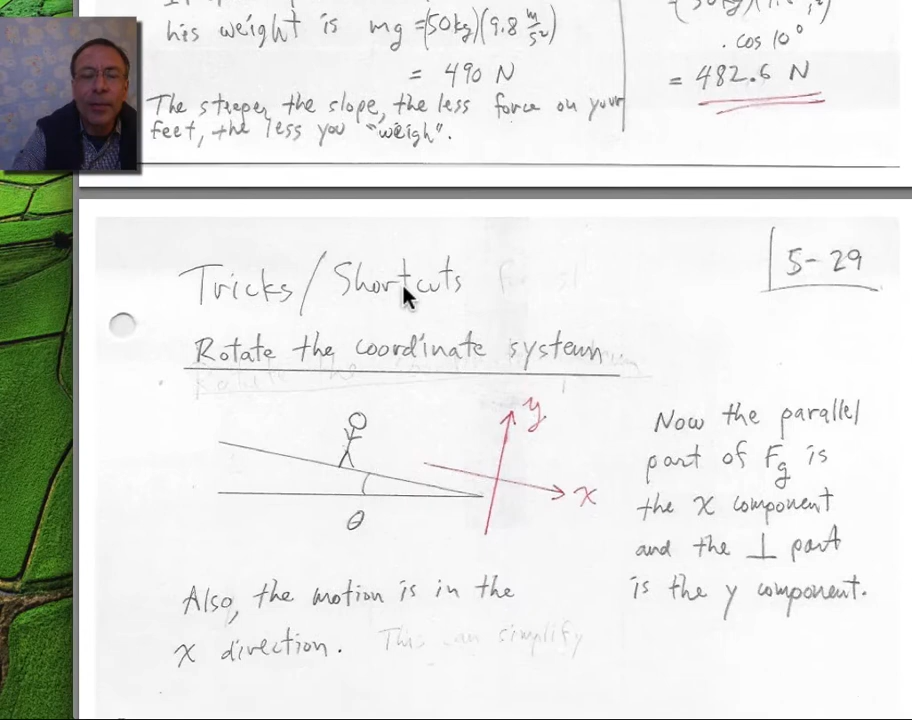 his weight is mg =(50kg)(9.8 m/s²)
= 490 N
The steeper the slope, the less force on your
feet, the less you "weigh".
. cos 10°
= 482.6 N
Tricks/Shortcuts
5-29
Rotate the coordinate system
y
x
θ
Now the parallel
part of Fg is
the x component
and the ⊥ part
is the y component.
Also, the motion is in the
x direction. This can simplify